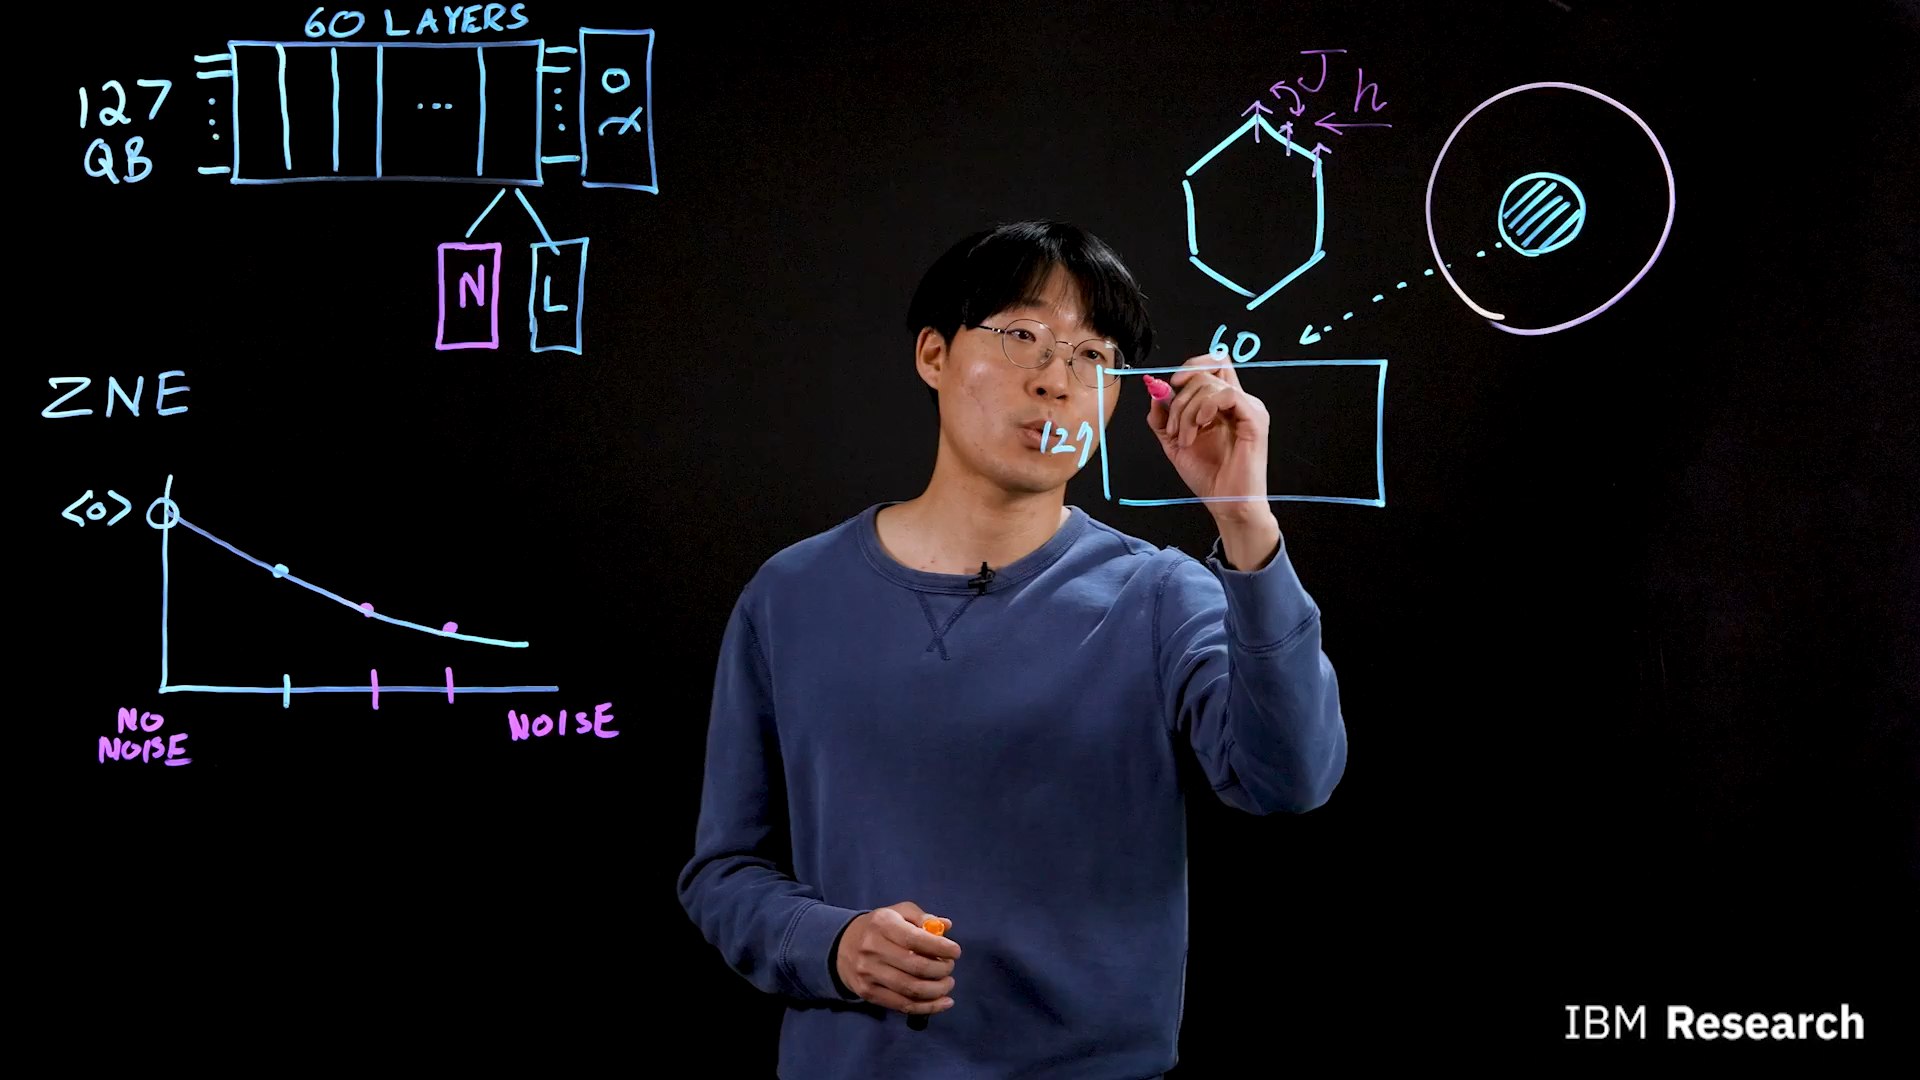 60 LAYERS
127
QB
...
N
L
ZNE
<o>
NO
NOISE
NOISE
J
h
60
127
IBM Research